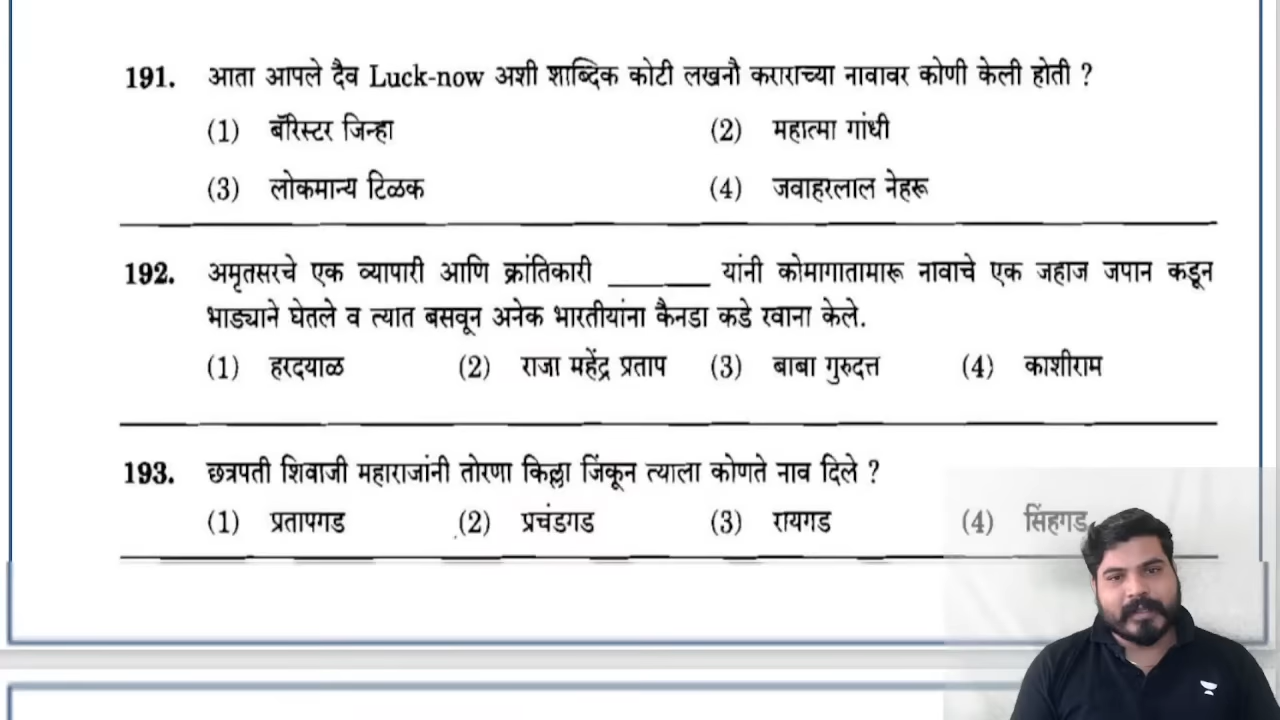 191. आता आपले दैव Luck-now अशी शाब्दिक कोटी लखनौ कराराच्या नावावर कोणी केली होती ?
(1) बॅरिस्टर जिन्हा (2) महात्मा गांधी
(3) लोकमान्य टिळक (4) जवाहरलाल नेहरू
192. अमृतसरचे एक व्यापारी आणि क्रांतिकारी ______ यांनी कोमागातामारू नावाचे एक जहाज जपान कडून
भाड्याने घेतले व त्यात बसवून अनेक भारतीयांना कॅनडा कडे रवाना केले.
(1) हरदयाळ (2) राजा महेंद्र प्रताप (3) बाबा गुरुदत्त (4) काशीराम
193. छत्रपती शिवाजी महाराजांनी तोरणा किल्ला जिंकून त्याला कोणते नाव दिले ?
(1) प्रतापगड (2) प्रचंडगड (3) रायगड (4) सिंहगड